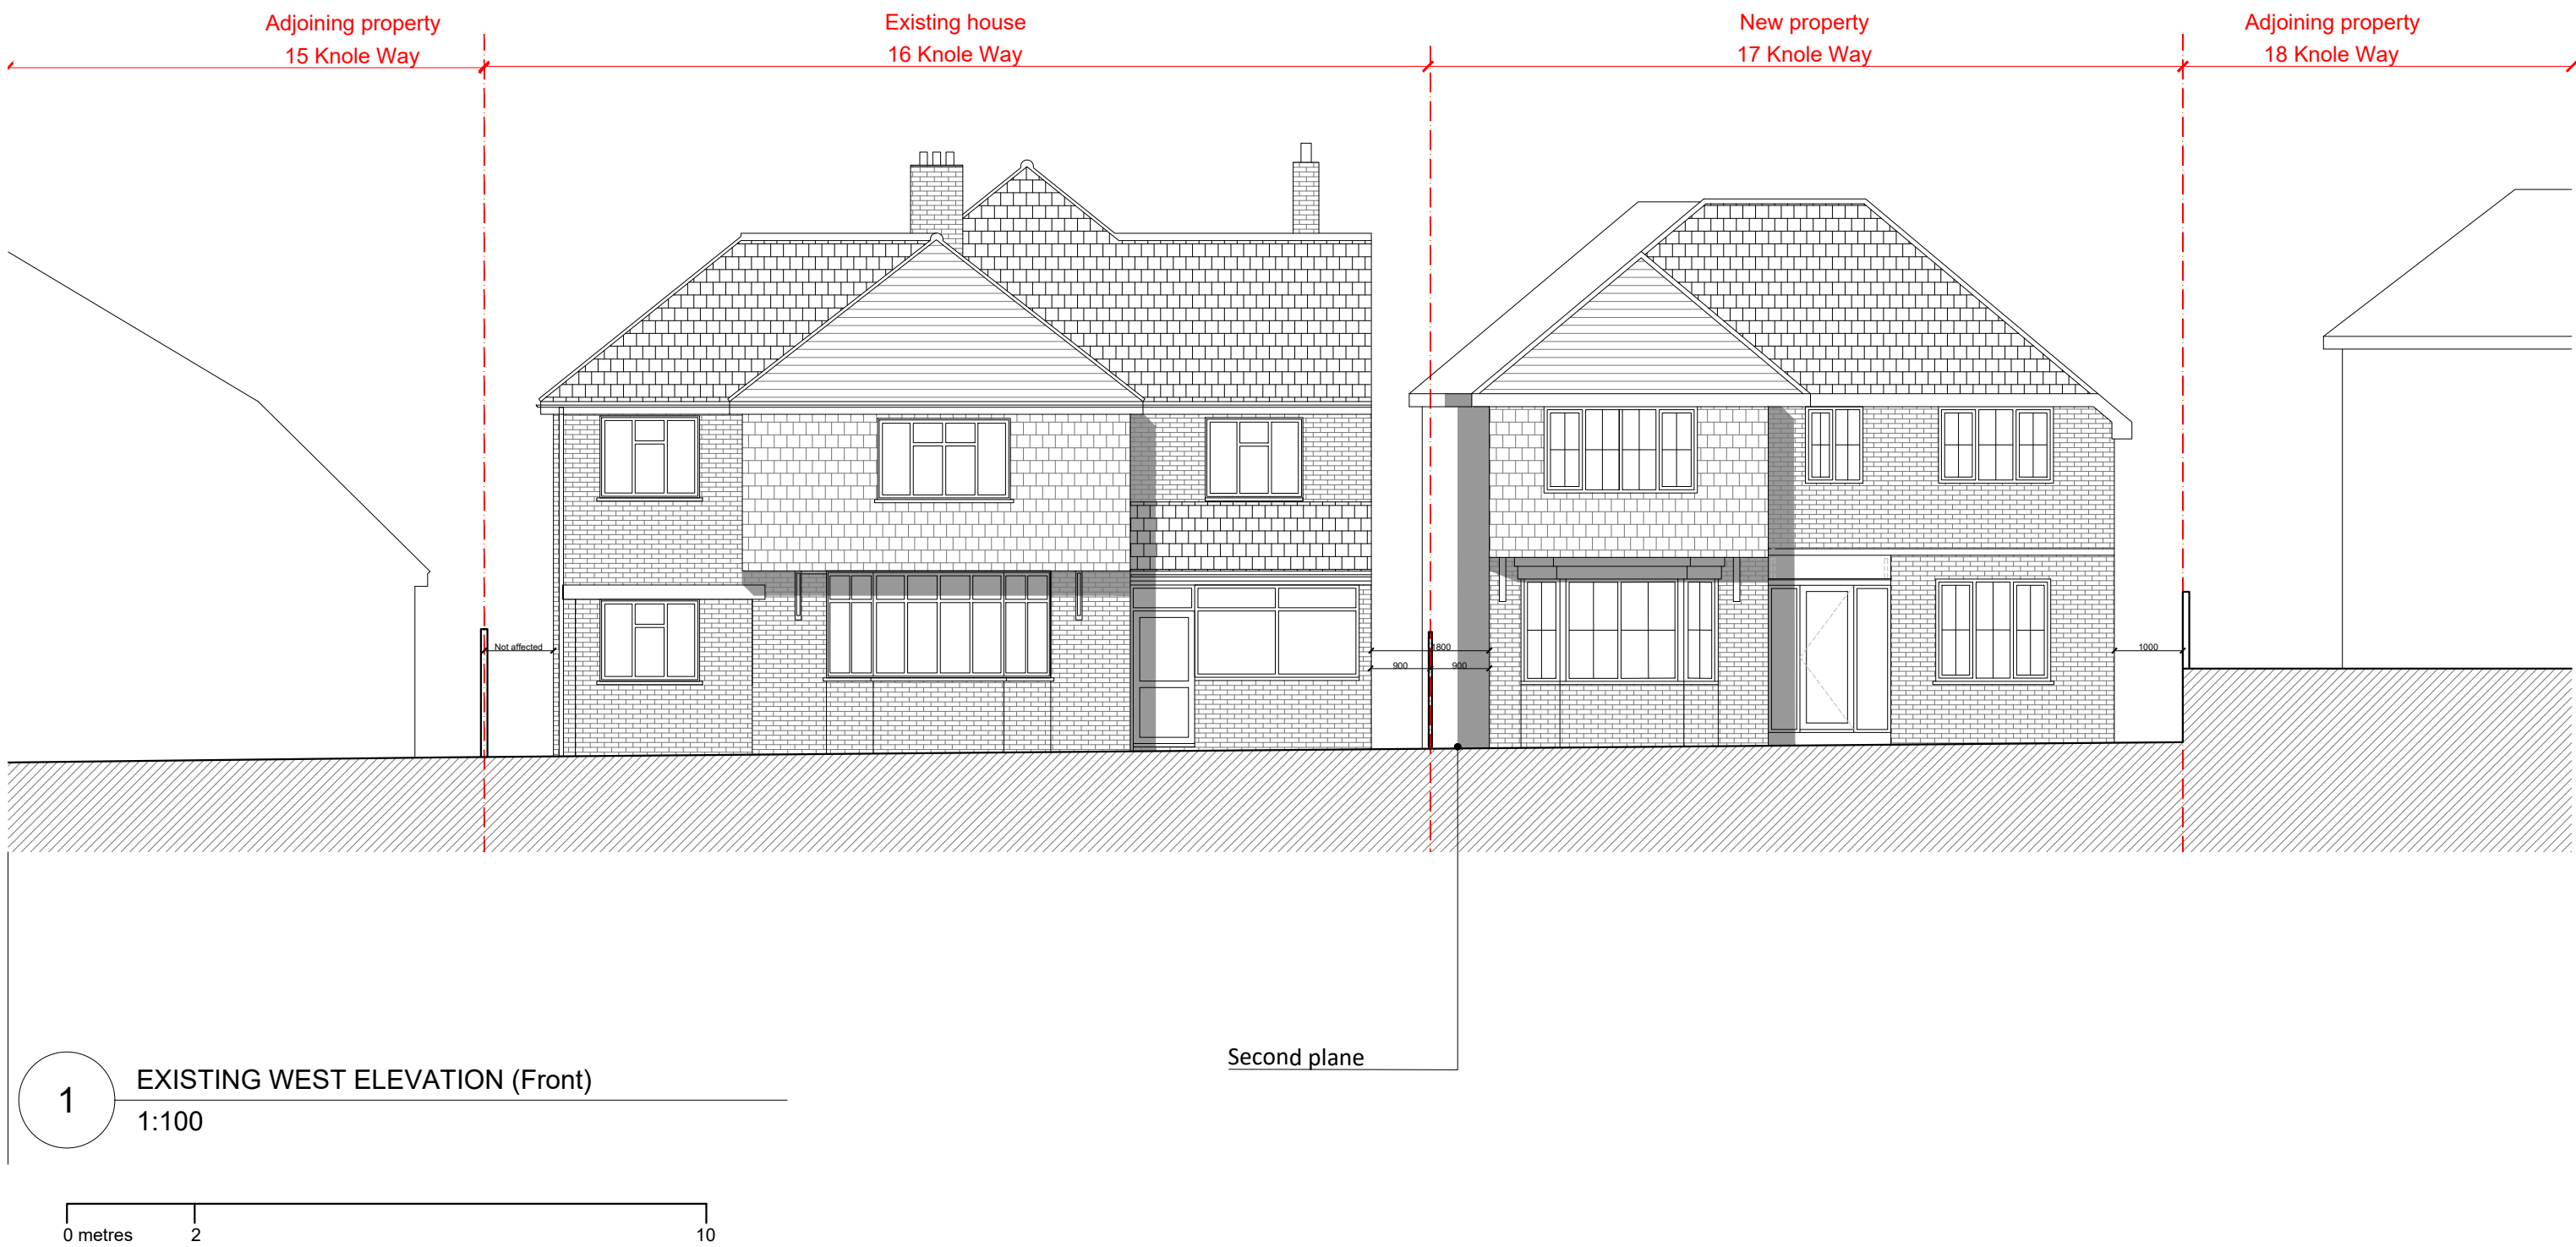 Adjoining property
15 Knole Way
Existing house
16 Knole Way
New property
17 Knole Way
Adjoining property
18 Knole Way
Not affected
1800
900
900
1000
Second plane
1
EXISTING WEST ELEVATION (Front)
1:100
0 metres
2
10